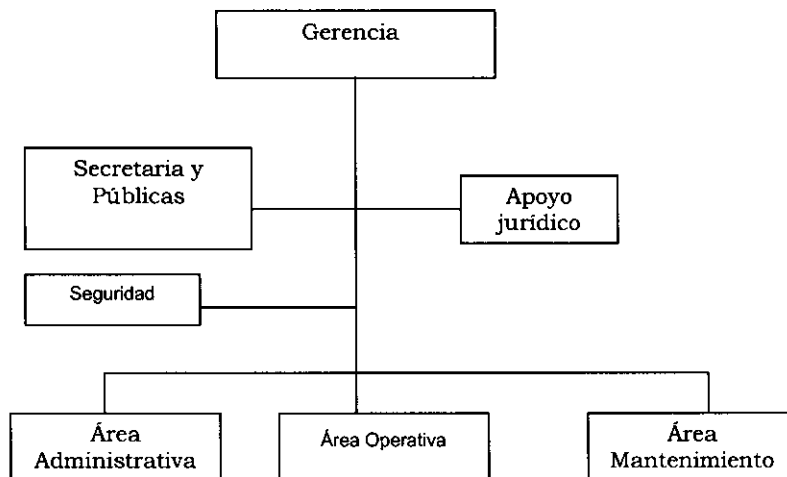 Gerencia
Secretaria y
Públicas
Apoyo
jurídico
Seguridad
Área
Administrativa
Área Operativa
Área
Mantenimiento